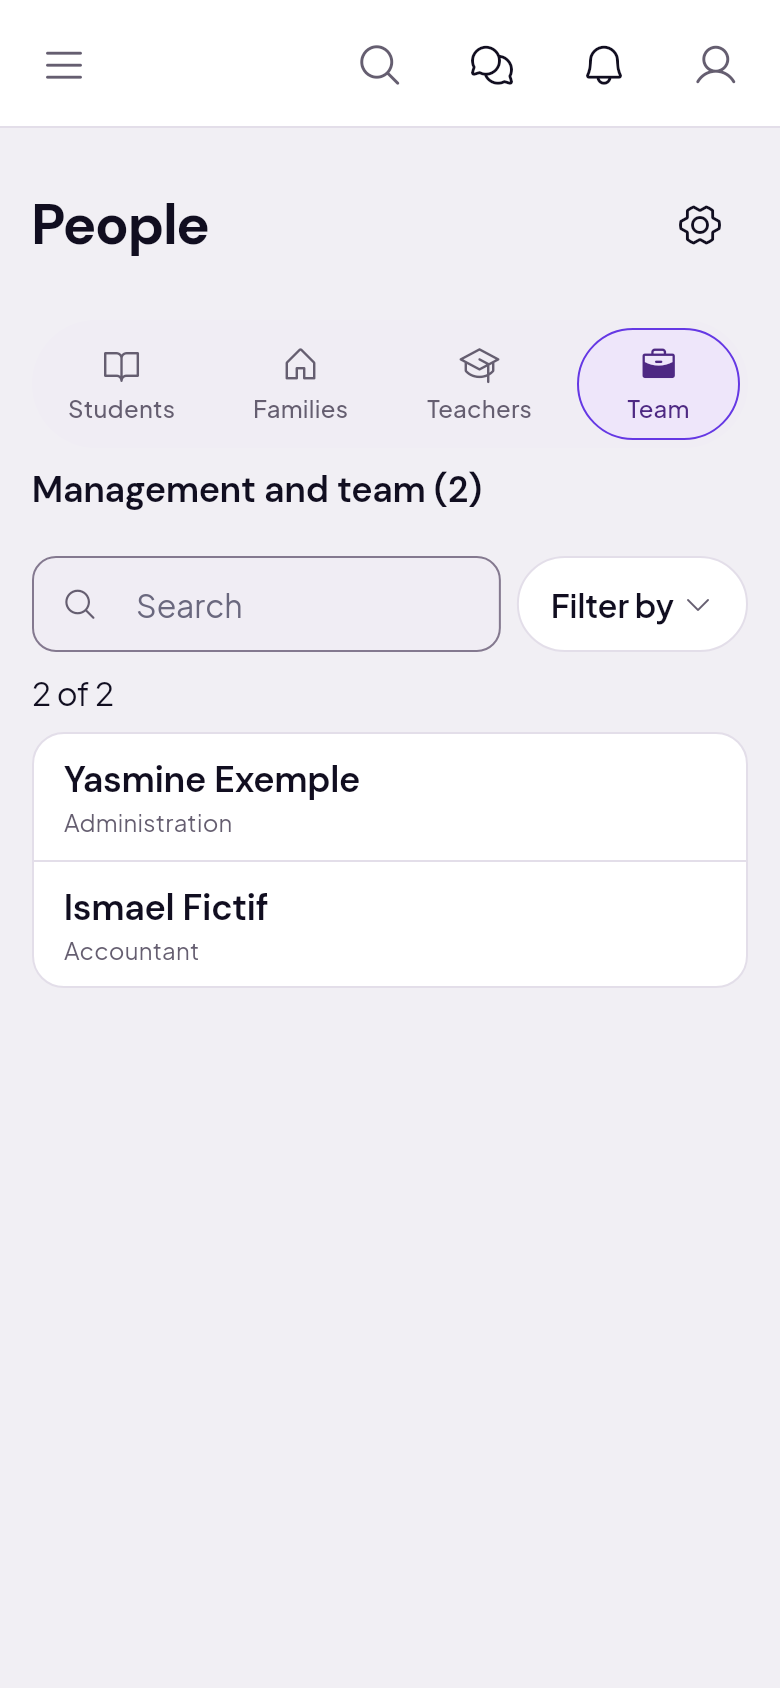 People
Students Families Teachers Team
Management and team (2)
Search Filter by
2 of 2
Yasmine Exemple
Administration
Ismael Fictif
Accountant